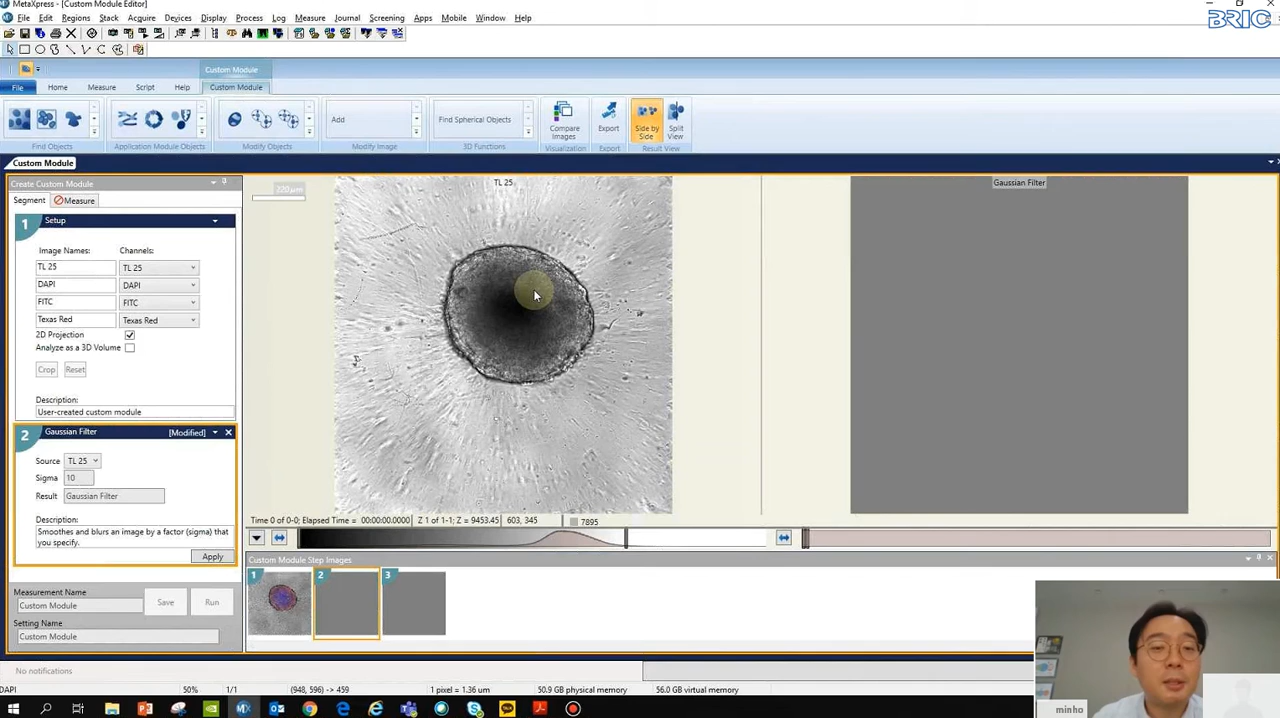 MetaXpress - [Custom Module Editor]
BRIC
File Edit Regions Stack Acquire Devices Display Process Log Measure Journal Screening Apps Mobile Window Help
Custom Module
File Home Measure Script Help Custom Module
Add
Find Spherical Objects
Compare Images
Export
Side by Side
Split View
Find Objects Application Module Objects Modify Objects Modify Image 3D Functions Visualization Export Result View
Custom Module
Create Custom Module
Segment Measure
1 Setup
Image Names: Channels:
TL 25 TL 25
DAPI DAPI
FITC FITC
Texas Red Texas Red
2D Projection
Analyze as a 3D Volume
Crop Reset
Description:
User-created custom module
2 Gaussian Filter [Modified]
Source TL 25
Sigma 10
Result Gaussian Filter
Description:
Smoothes and blurs an image by a factor (sigma) that
you specify.
Apply
Measurement Name
Custom Module Save Run
Setting Name
Custom Module
220 µm
TL 25
Gaussian Filter
Time 0 of 0-0; Elapsed Time = 00:00:00.0000 Z 1 of 1-1; Z = 9453.45 603, 345 7895
Custom Module Step Images
1 2 3
No notifications
DAPI 50% 1/1 (948, 596) -> 459 1 pixel = 1.36 um 50.9 GB physical memory 56.0 GB virtual memory
minho